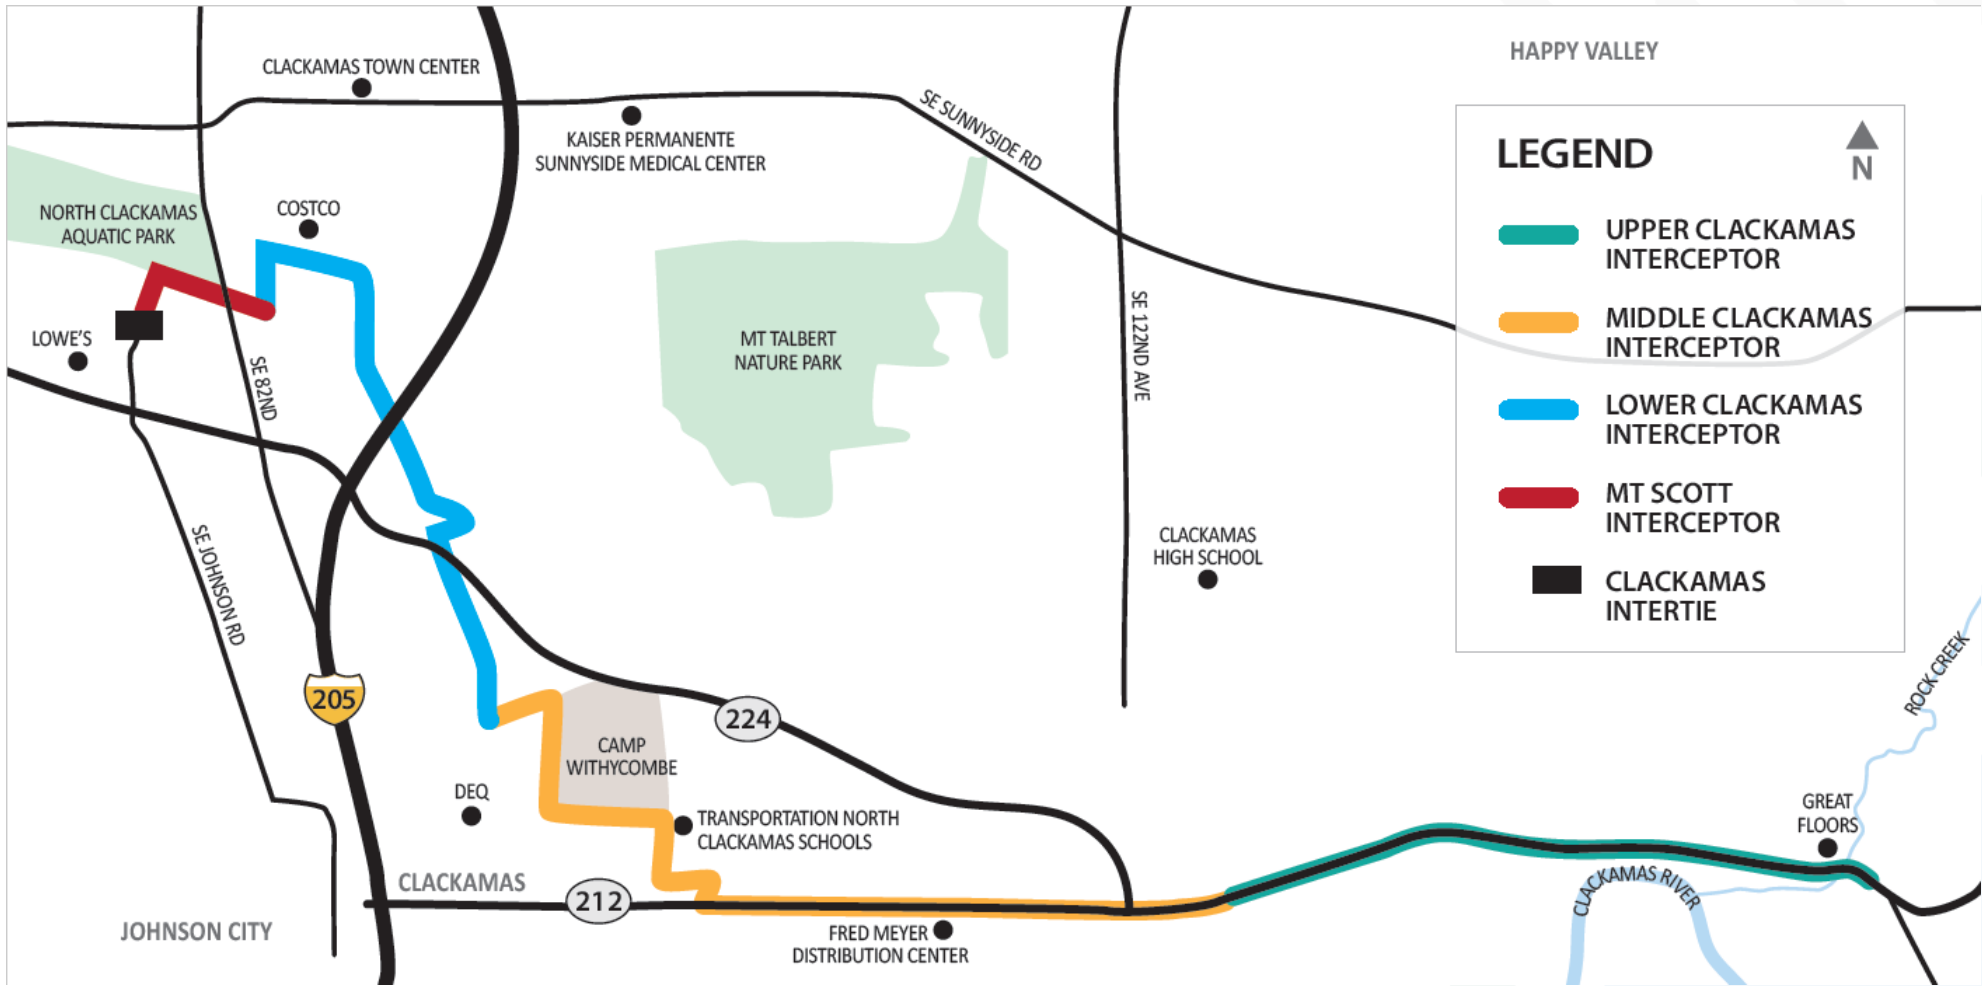 HAPPY VALLEY
CLACKAMAS TOWN CENTER
SE SUNNYSIDE RD
KAISER PERMANENTE
SUNNYSIDE MEDICAL CENTER
LEGEND
N
UPPER CLACKAMAS
INTERCEPTOR
MIDDLE CLACKAMAS
INTERCEPTOR
LOWER CLACKAMAS
INTERCEPTOR
MT SCOTT
INTERCEPTOR
CLACKAMAS
INTERTIE
NORTH CLACKAMAS
AQUATIC PARK
COSTCO
LOWE'S
SE 82ND
MT TALBERT
NATURE PARK
SE 122ND AVE
SE JOHNSON RD
CLACKAMAS
HIGH SCHOOL
ROCK CREEK
205
224
CAMP
WITHYCOMBE
DEQ
TRANSPORTATION NORTH
CLACKAMAS SCHOOLS
GREAT
FLOORS
CLACKAMAS RIVER
CLACKAMAS
212
JOHNSON CITY
FRED MEYER
DISTRIBUTION CENTER